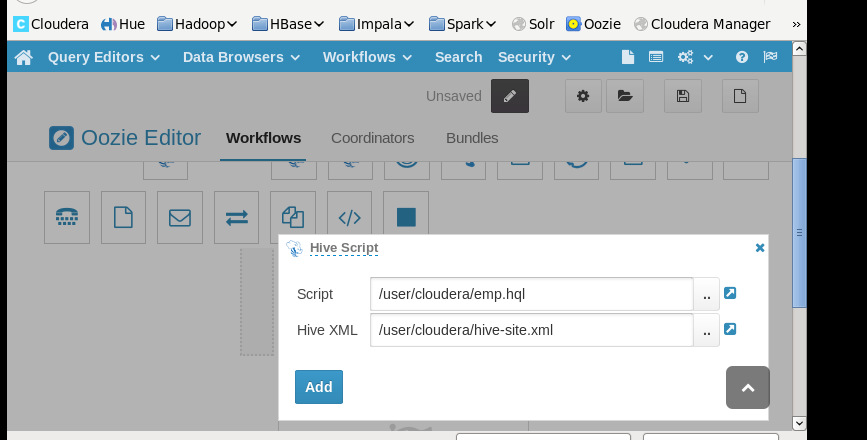 Cloudera Hue Hadoop HBase Impala Spark Solr Oozie Cloudera Manager »
Query Editors Data Browsers Workflows Search Security
Unsaved
Oozie Editor Workflows Coordinators Bundles
Hive Script
Script /user/cloudera/emp.hql ..
Hive XML /user/cloudera/hive-site.xml ..
Add